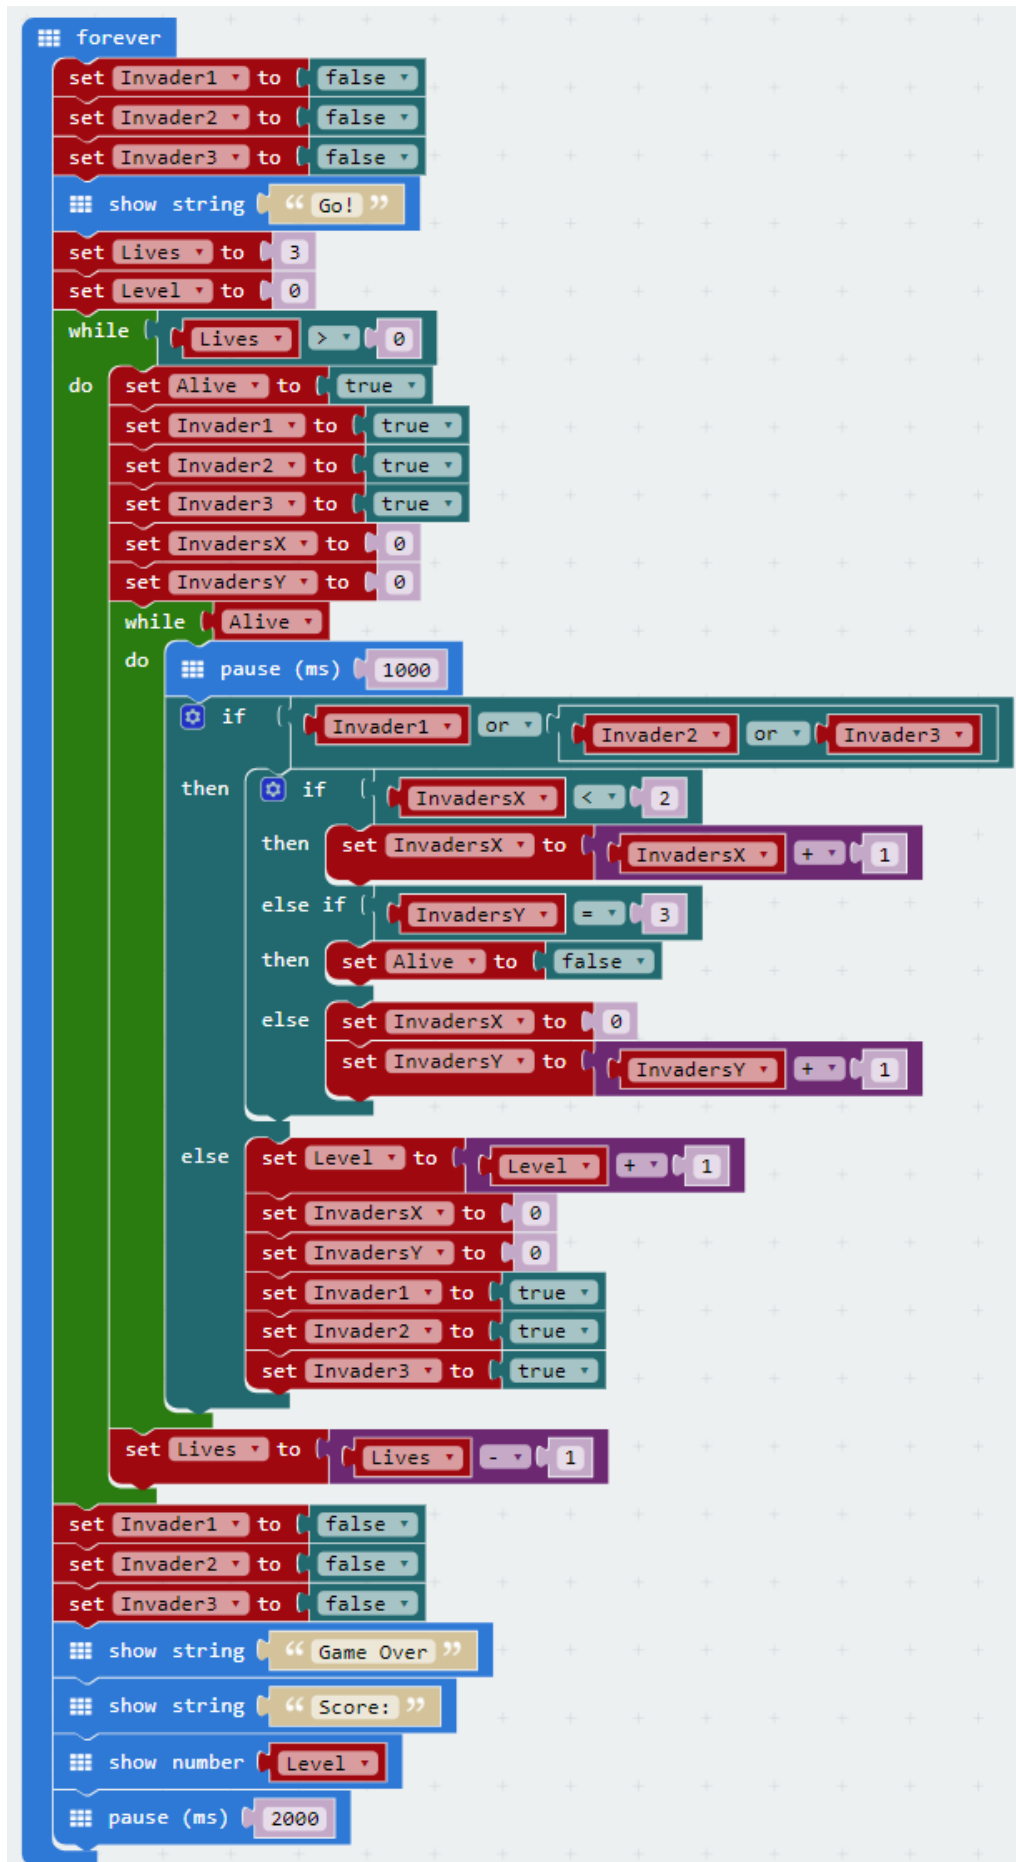 forever
set Invader1 to false
set Invader2 to false
set Invader3 to false
show string “ Go! ”
set Lives to 3
set Level to 0
while Lives > 0
do set Alive to true
set Invader1 to true
set Invader2 to true
set Invader3 to true
set InvadersX to 0
set InvadersY to 0
while Alive
do pause (ms) 1000
if Invader1 or Invader2 or Invader3
then if InvadersX < 2
then set InvadersX to InvadersX + 1
else if InvadersY = 3
then set Alive to false
else set InvadersX to 0
set InvadersY to InvadersY + 1
else set Level to Level + 1
set InvadersX to 0
set InvadersY to 0
set Invader1 to true
set Invader2 to true
set Invader3 to true
set Lives to Lives - 1
set Invader1 to false
set Invader2 to false
set Invader3 to false
show string “ Game Over ”
show string “ Score: ”
show number Level
pause (ms) 2000